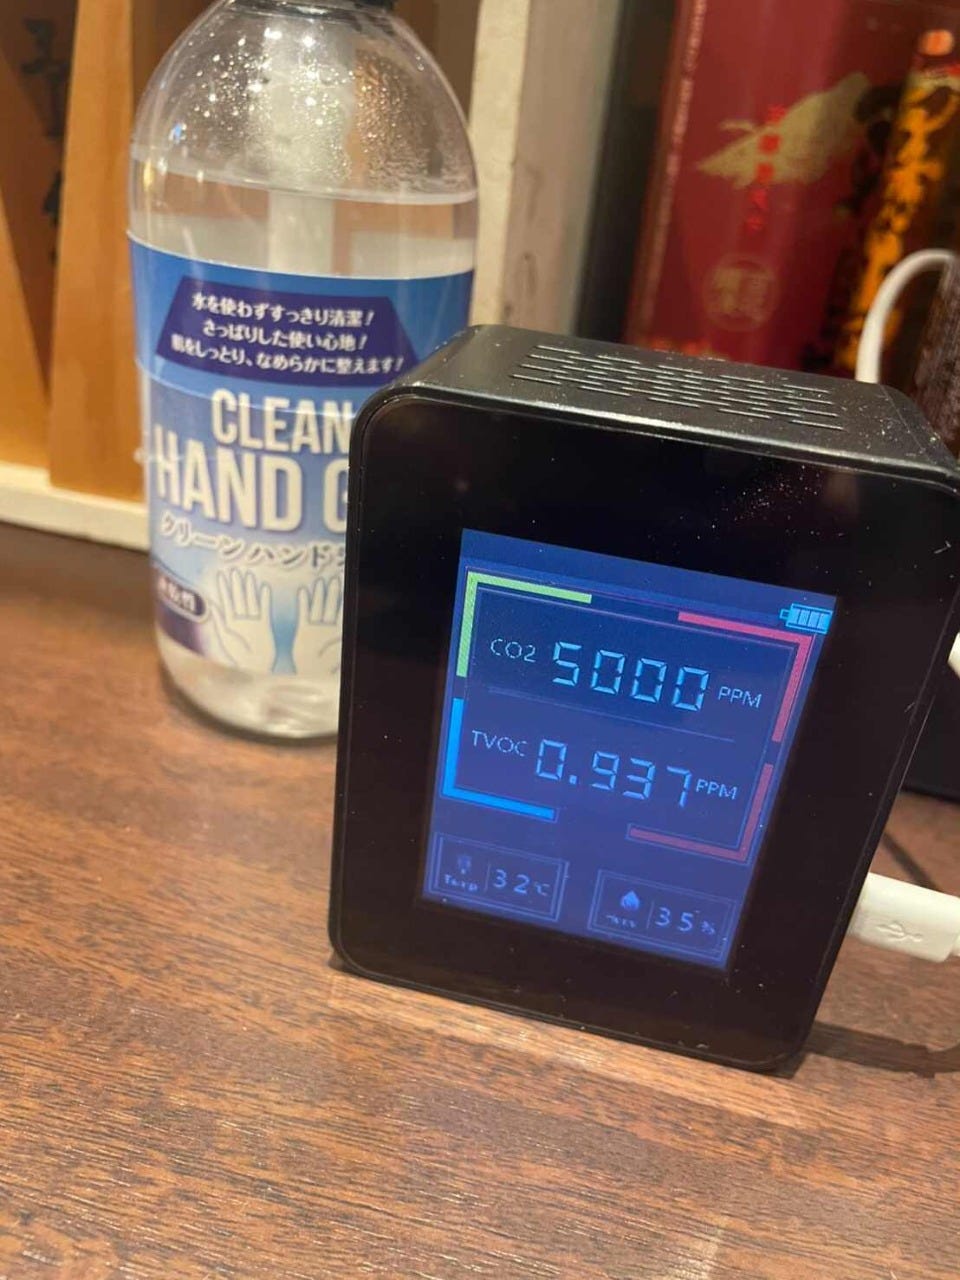 水を使わずすっきり清潔!
さっぱりした使い心地!
肌をしっとり、なめらかに整えます!
CLEAN
HAND G
クリーンハンド
CO2 5000 PPM
TVOC 0.937 PPM
Temp 32℃
35%